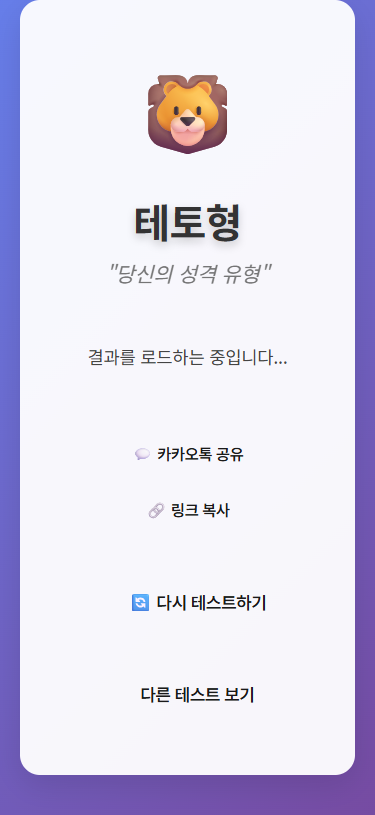 테토형
"당신의 성격 유형"
결과를 로드하는 중입니다...
카카오톡 공유
링크 복사
다시 테스트하기
다른 테스트 보기